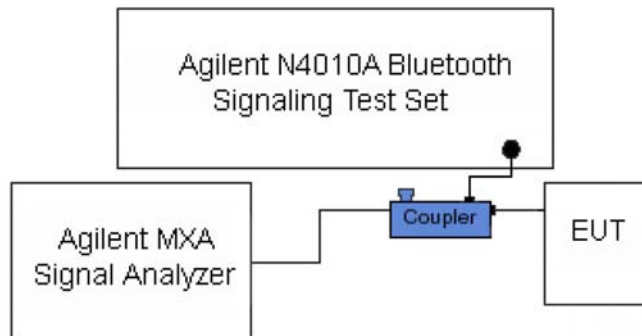 Agilent N4010A Bluetooth
Signaling Test Set
Coupler
Agilent MXA
Signal Analyzer
EUT